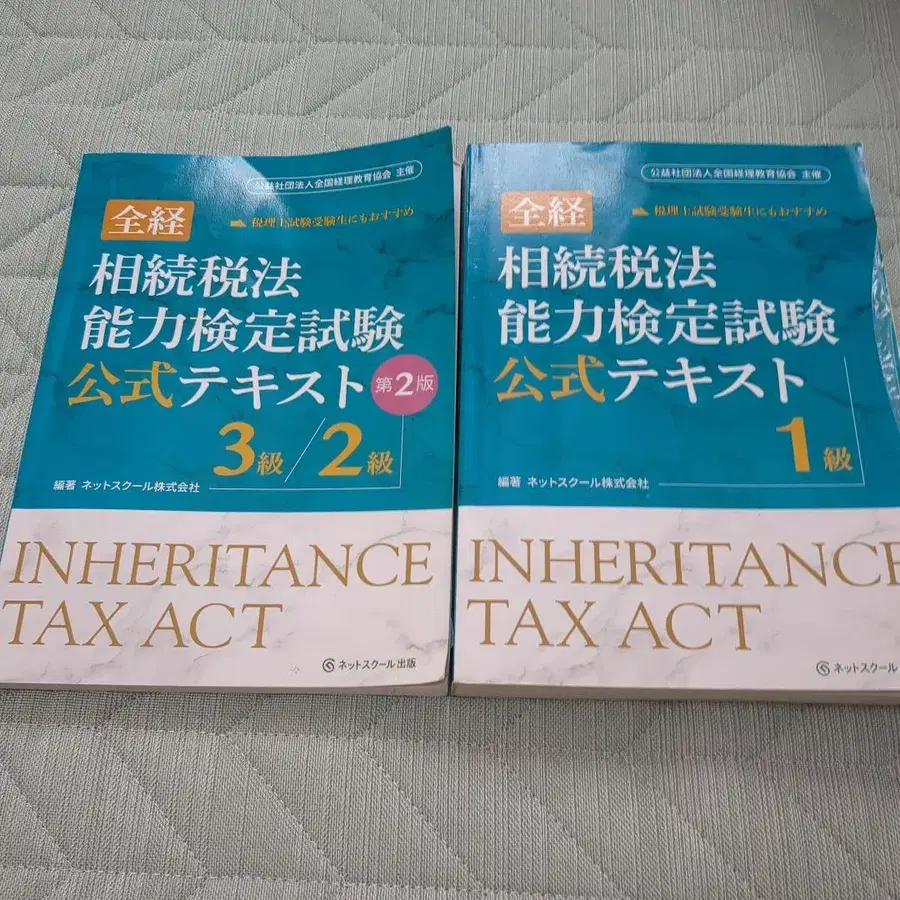 公益社団法人全国経理教育協会 主催
全経
税理士試験受験生にもおすすめ
相続税法
能力検定試験
公式テキスト 第2版
3級/2級
編著 ネットスクール株式会社
INHERITANCE
TAX ACT
ネットスクール出版
公益社団法人全国経理教育協会 主催
全経
税理士試験受験生にもおすすめ
相続税法
能力検定試験
公式テキスト
1級
編著 ネットスクール株式会社
INHERITANCE
TAX ACT
ネットスクール